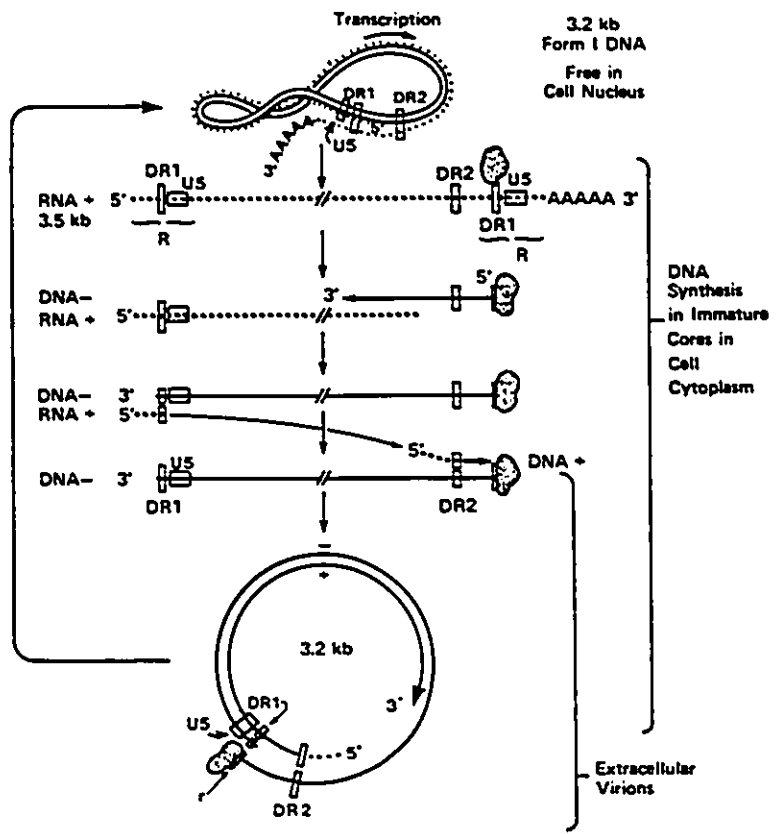 Transcription
3.2 kb
Form I DNA
Free in
Cell Nucleus
DR1
DR2
5'
U5
AAAAA
RNA +
3.5 kb
5'
DR1
U5
R
DR2
U5
AAAAA 3'
DR1
R
DNA
Synthesis
in Immature
Cores in
Cell
Cytoplasm
DNA−
RNA +
3'
5'
5'
DNA−
RNA +
3'
5'
5'
DNA +
DNA−
3'
U5
DR1
DR2
−
+
3.2 kb
3'
DR1
U5
5'
r
DR2
Extracellular
Virions